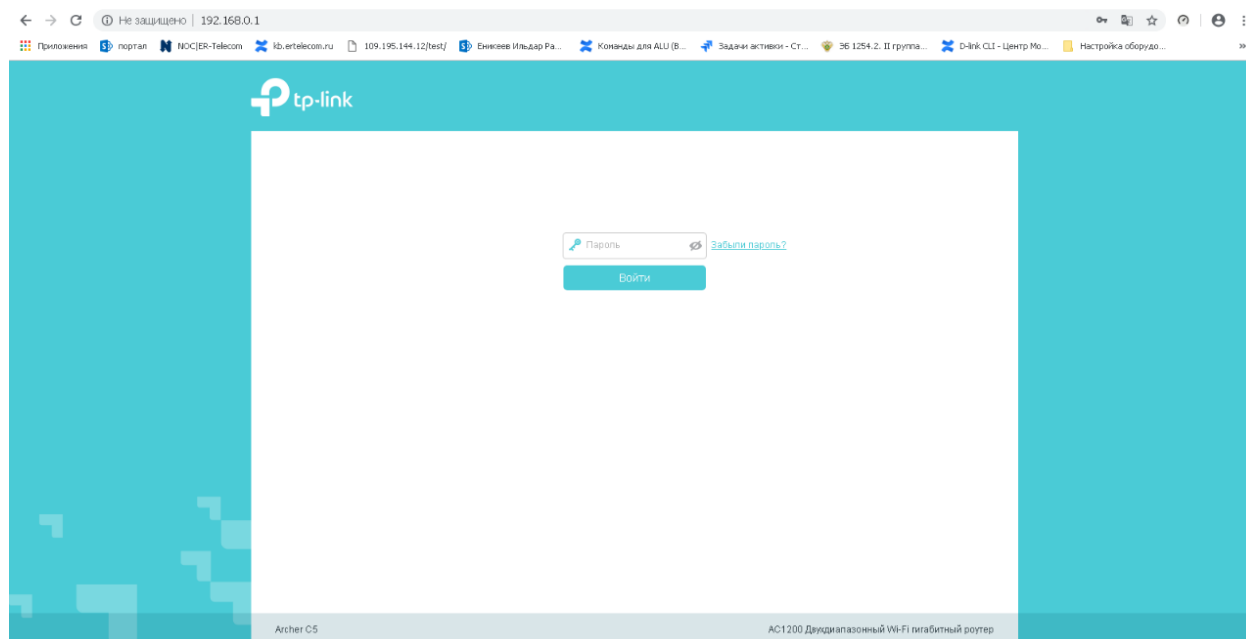 Не защищено | 192.168.0.1
Приложения портал NOC|ER-Telecom kb.ertelecom.ru 109.195.144.12/test/ Еникеев Ильдар Ра... Команды для ALU (В... Задачи активки - Ст... ЭБ 1254.2. II группа... D-link CLI - Центр Мо... Настройка оборудо... »
tp-link
Пароль Забыли пароль?
Войти
Archer C5 AC1200 Двухдиапазонный Wi-Fi гигабитный роутер